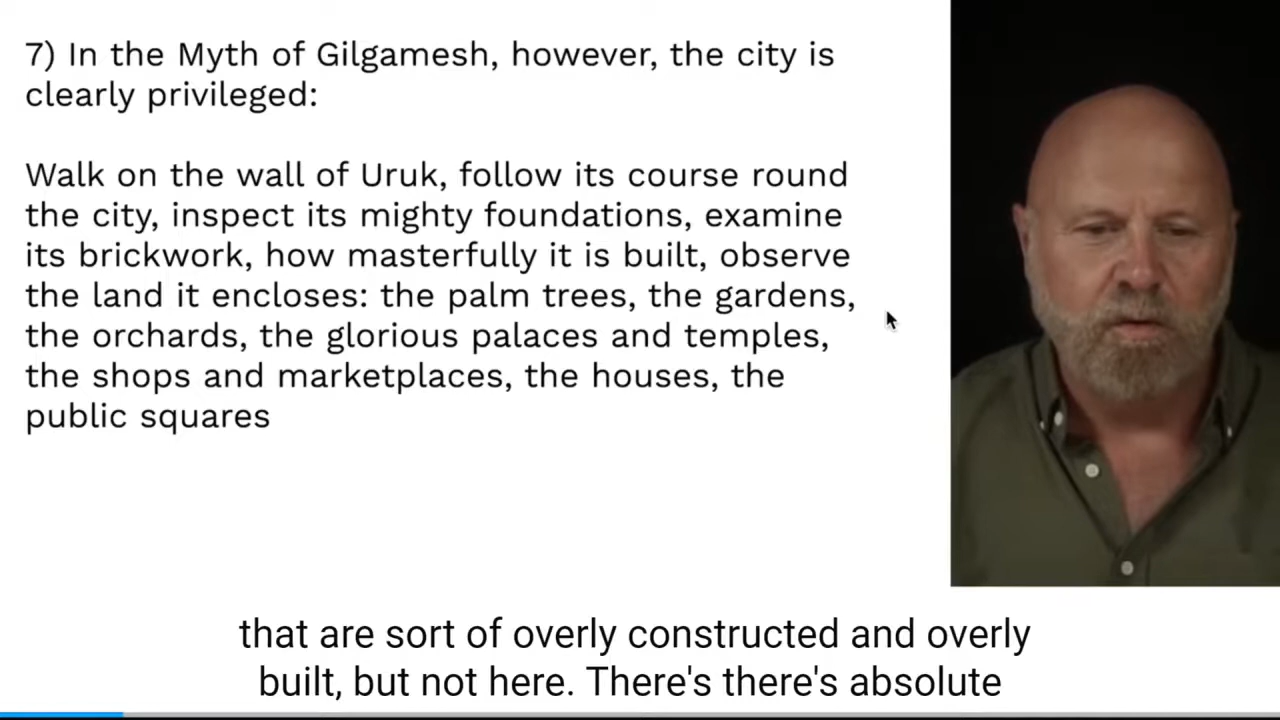 7) In the Myth of Gilgamesh, however, the city is
clearly privileged:
Walk on the wall of Uruk, follow its course round
the city, inspect its mighty foundations, examine
its brickwork, how masterfully it is built, observe
the land it encloses: the palm trees, the gardens,
the orchards, the glorious palaces and temples,
the shops and marketplaces, the houses, the
public squares
that are sort of overly constructed and overly
built, but not here. There's there's absolute